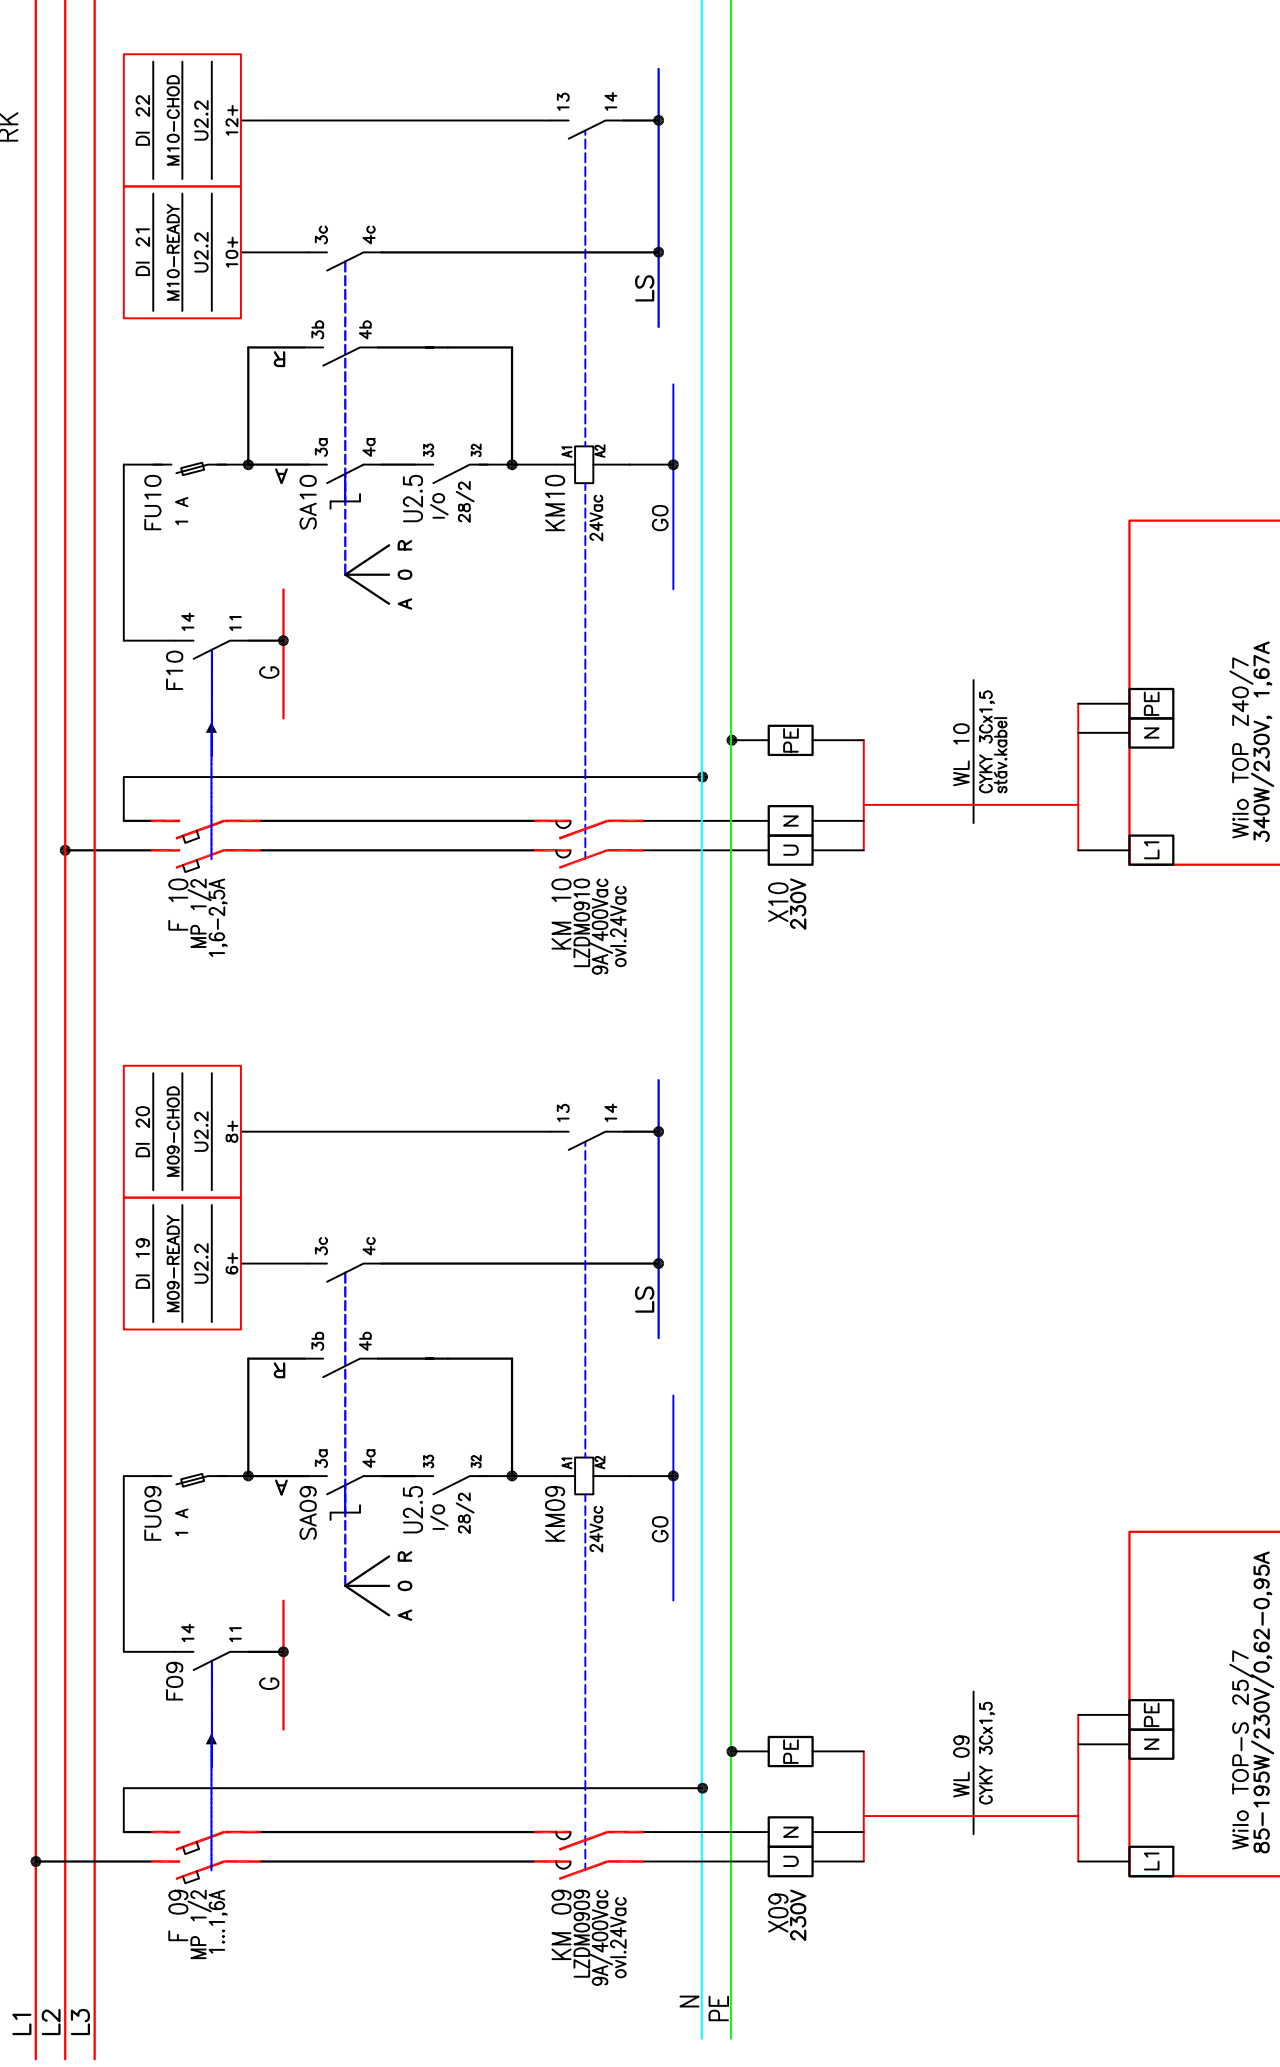 L1
L2
L3
N
PE
F 09
MP 1/2
1...1,6A
KM 09
LZDM0909
9A/400Vac
ovl.24Vac
X09
230V
U
N
PE
WL 09
CYKY 3Cx1,5
L1
N
PE
Wilo TOP-S 25/7
85-195W/230V/0,62-0,95A
F09
14
11
G
FU09
1 A
A
SA09
3a
4a
A 0 R
U2.5
I/O
28/2
33
32
KM09
24Vac
A1
A2
G0
R
3b
4b
DI 19
M09-READY
U2.2
6+
3c
4c
LS
DI 20
M09-CHOD
U2.2
8+
13
14
F 10
MP 1/2
1,6-2,5A
KM 10
LZDM0910
9A/400Vac
ovl.24Vac
X10
230V
U
N
PE
WL 10
CYKY 3Cx1,5
stáv.kabel
L1
N
PE
Wilo TOP Z40/7
340W/230V, 1,67A
F10
14
11
G
FU10
1 A
A
SA10
3a
4a
A 0 R
U2.5
I/O
28/2
33
32
KM10
24Vac
A1
A2
G0
R
3b
4b
DI 21
M10-READY
U2.2
10+
3c
4c
LS
DI 22
M10-CHOD
U2.2
12+
13
14
RK